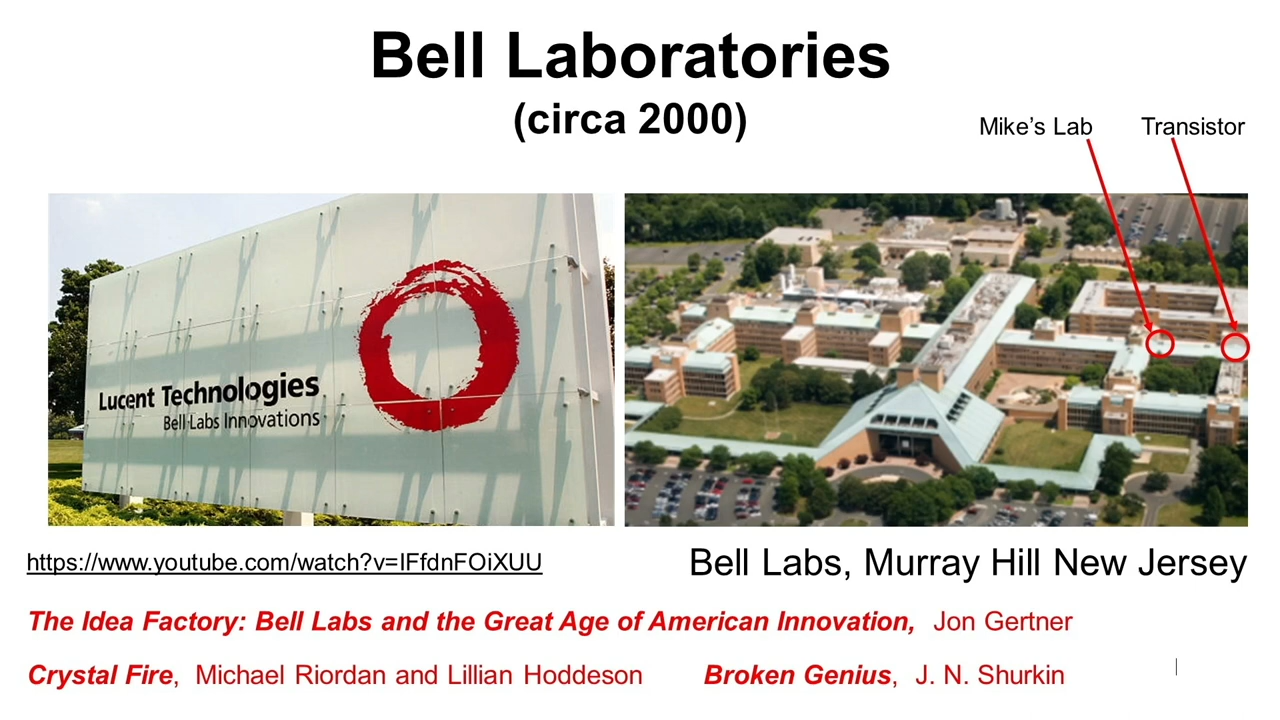 Bell Laboratories
(circa 2000)
Mike’s Lab
Transistor
Lucent Technologies
Bell Labs Innovations
https://www.youtube.com/watch?v=lFfdnFOiXUU
Bell Labs, Murray Hill New Jersey
The Idea Factory: Bell Labs and the Great Age of American Innovation, Jon Gertner
Crystal Fire, Michael Riordan and Lillian Hoddeson
Broken Genius, J. N. Shurkin